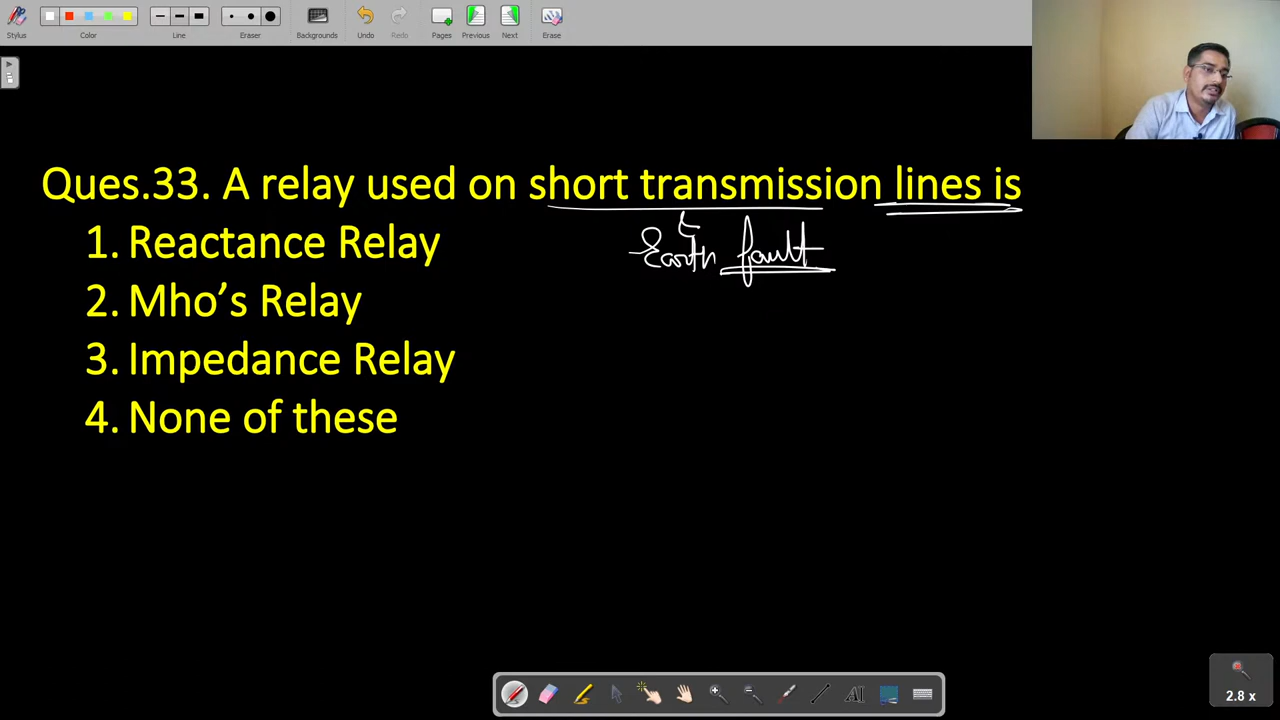 Stylus
Color
Line
Eraser
Backgrounds
Undo
Redo
Pages
Previous
Next
Erase
Ques.33. A relay used on short transmission lines is
Earth fault
1. Reactance Relay
2. Mho’s Relay
3. Impedance Relay
4. None of these
AI
2.8 x